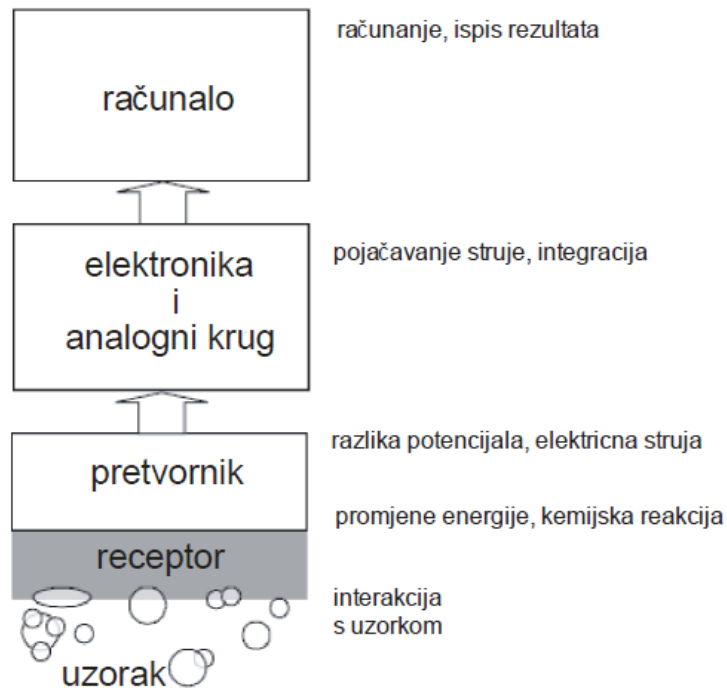 računanje, ispis rezultata
računalo
elektronika
i
analogni krug
pojačavanje struje, integracija
razlika potencijala, elektricna struja
pretvornik
promjene energije, kemijska reakcija
receptor
interakcija
s uzorkom
uzorak